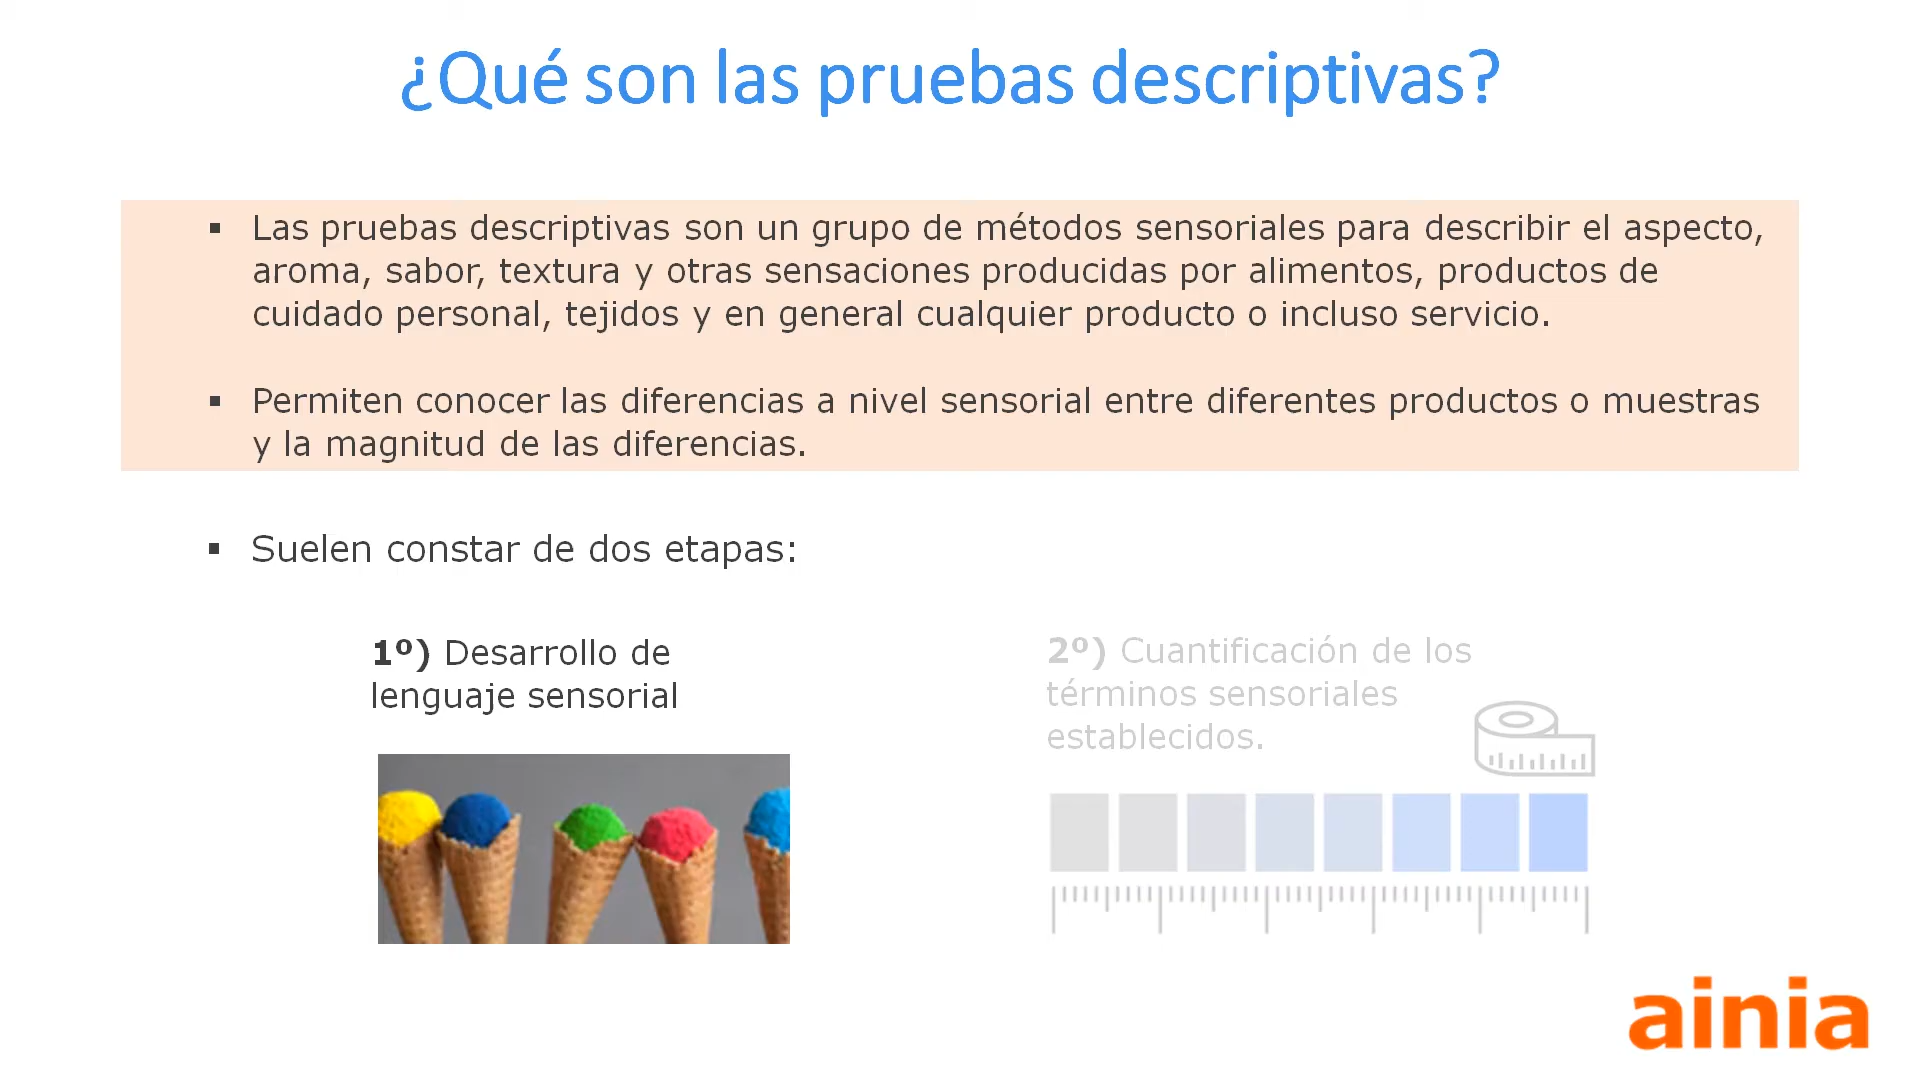 ¿Qué son las pruebas descriptivas?
▪ Las pruebas descriptivas son un grupo de métodos sensoriales para describir el aspecto,
aroma, sabor, textura y otras sensaciones producidas por alimentos, productos de
cuidado personal, tejidos y en general cualquier producto o incluso servicio.
▪ Permiten conocer las diferencias a nivel sensorial entre diferentes productos o muestras
y la magnitud de las diferencias.
▪ Suelen constar de dos etapas:
1º) Desarrollo de
lenguaje sensorial
2º) Cuantificación de los
términos sensoriales
establecidos.
ainia